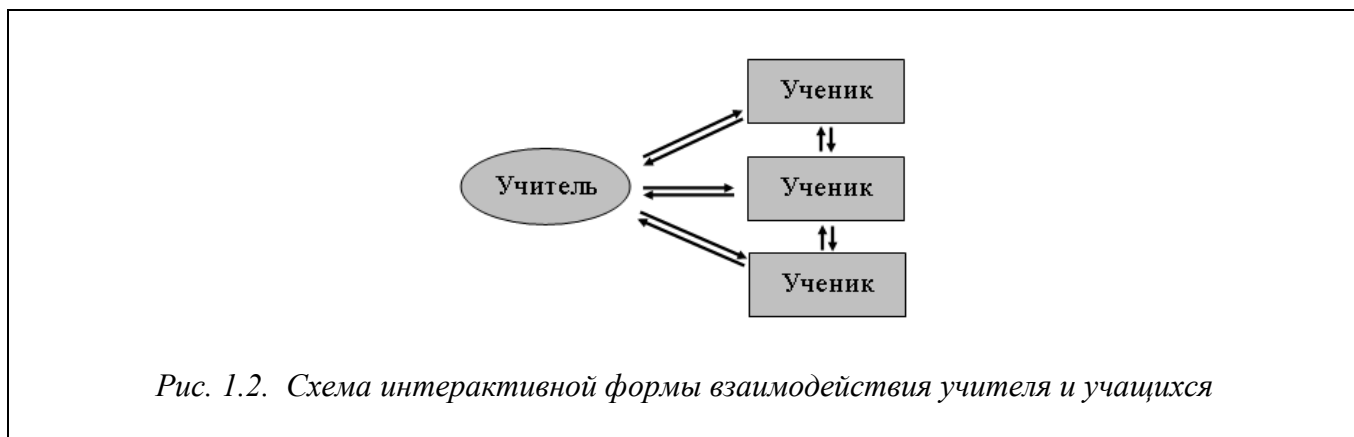 Ученик
Учитель
Ученик
Ученик
Рис. 1.2. Схема интерактивной формы взаимодействия учителя и учащихся